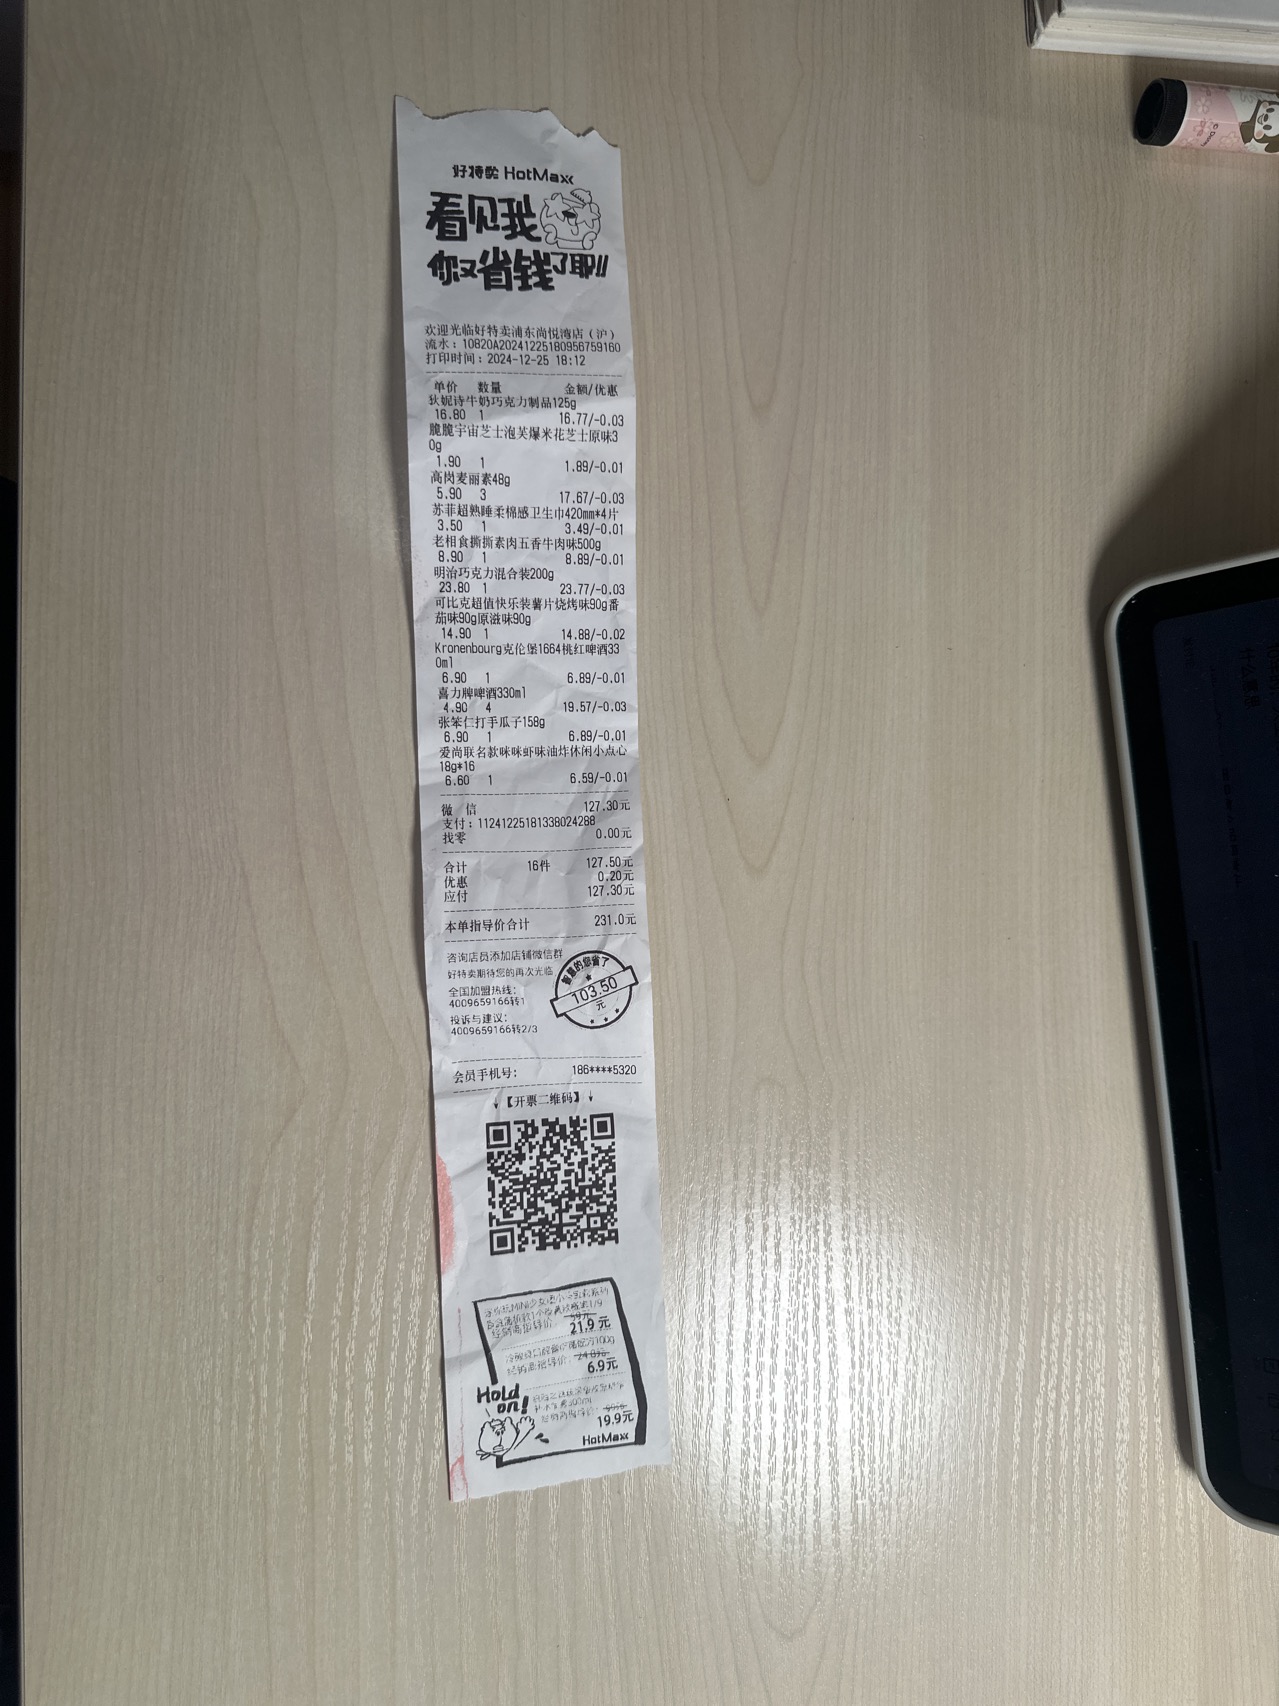 好特卖 HotMaxx
看见我
你又省钱了耶!!
欢迎光临好特卖浦东尚悦湾店（沪）
流水：10820A20241225180956759160
打印时间：2024-12-25 18:12
单价 数量 金额/优惠
狄妮诗牛奶巧克力制品125g
16.80 1 16.77/-0.03
脆脆宇宙芝士泡芙爆米花芝士原味3
0g
1.90 1 1.89/-0.01
高岗麦丽素48g
5.90 3 17.67/-0.03
苏菲超熟睡柔棉感卫生巾420mm*4片
3.50 1 3.49/-0.01
老相食撕撕素肉五香牛肉味500g
8.90 1 8.89/-0.01
明治巧克力混合装200g
23.80 1 23.77/-0.03
可比克超值快乐装薯片烧烤味90g番
茄味90g原滋味90g
14.90 1 14.88/-0.02
Kronenbourg克伦堡1664桃红啤酒33
0ml
6.90 1 6.89/-0.01
喜力牌啤酒330ml
4.90 4 19.57/-0.03
张笨仁打手瓜子158g
6.90 1 6.89/-0.01
爱尚联名款咪咪虾味油炸休闲小点心
18g*16
6.60 1 6.59/-0.01
微 信 127.30元
支付：11241225181338024288
找零 0.00元
合计 16件 127.50元
优惠 0.20元
应付 127.30元
本单指导价合计 231.0元
咨询店员添加店铺微信群
好特卖期待您的再次光临
全国加盟热线：
4009659166转1
投诉与建议：
4009659166转2/3
智慧的您省了
103.50
元
会员手机号： 186****5320
↓【开票二维码】↓
21.9元
6.9元
Hold on!
19.9元
HotMaxx